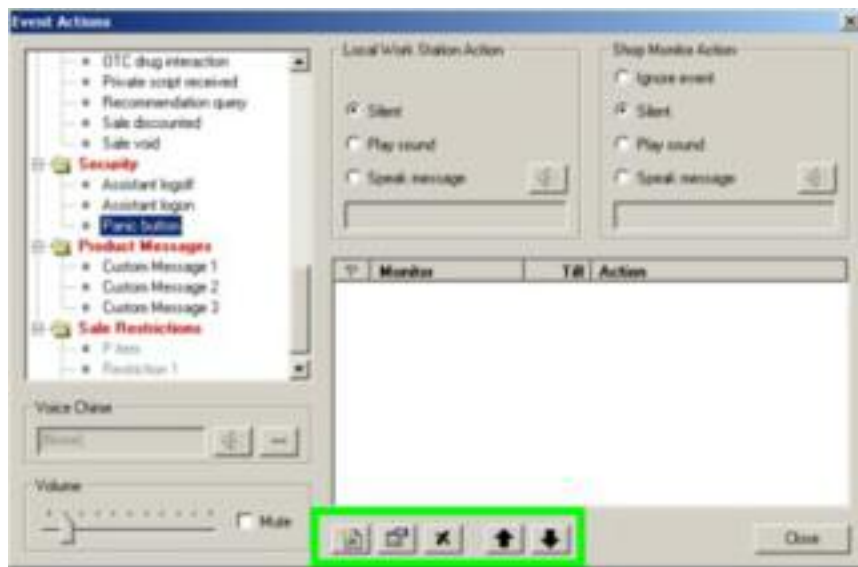 Event Actions
OTC drug interaction
Private script received
Recommendation query
Sale discounted
Sale void
Security
Assistant logoff
Assistant logon
Panic button
Product Messages
Custom Message 1
Custom Message 2
Custom Message 3
Sale Restrictions
P Item
Restriction 1
Voice Chime
(None)
Volume
Mute
Local Work Station Action
Silent
Play sound
Speak message
Shop Monitor Action
Ignore event
Silent
Play sound
Speak message
Monitor Till Action
Close